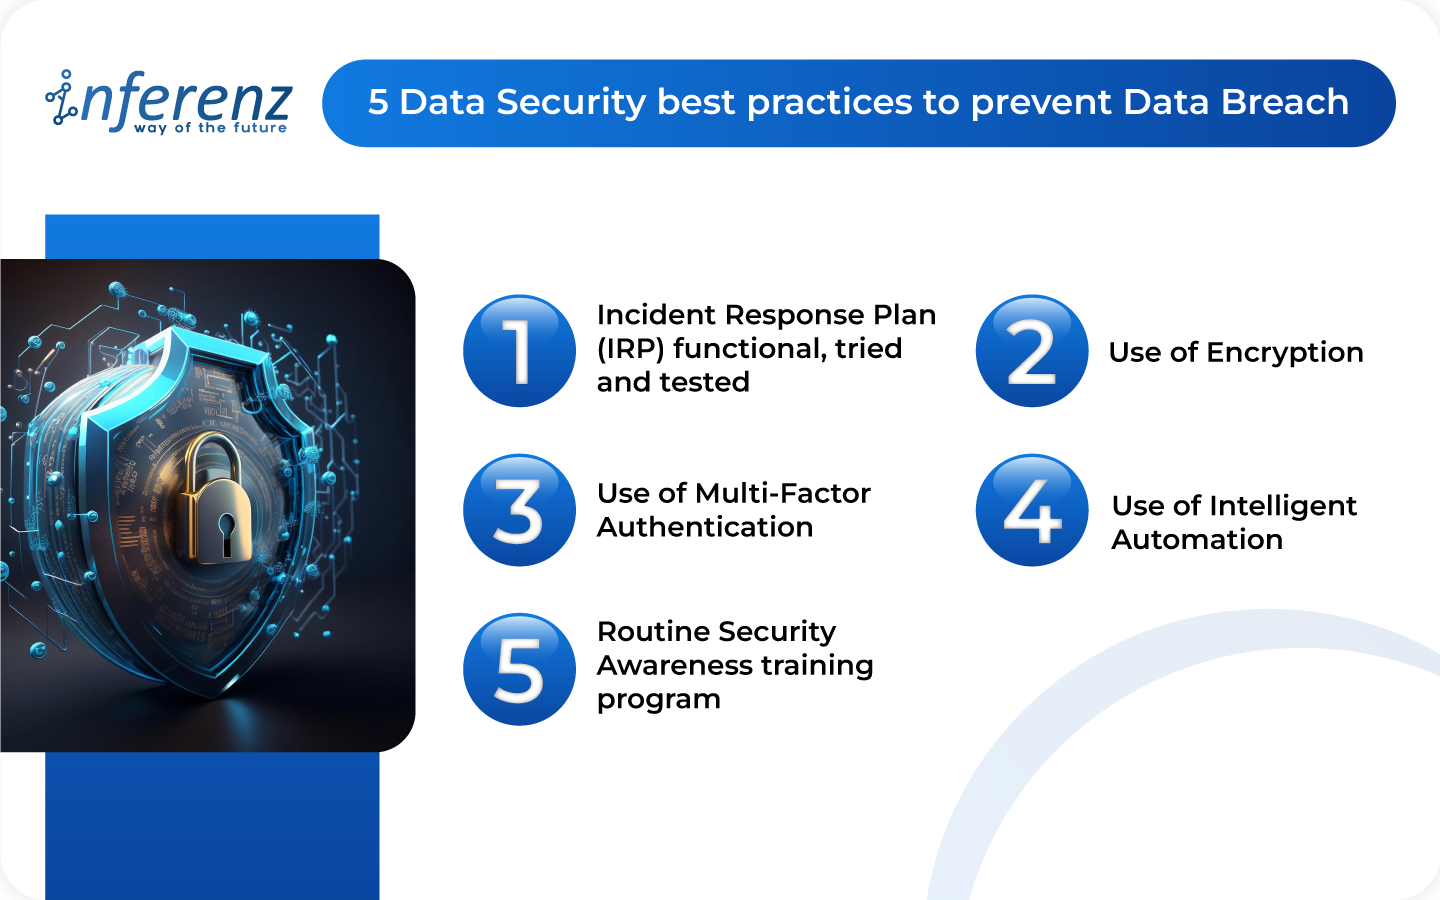 inferenz
way of the future
5 Data Security best practices to prevent Data Breach
1
Incident Response Plan
(IRP) functional, tried
and tested
2
Use of Encryption
3
Use of Multi-Factor
Authentication
4
Use of Intelligent
Automation
5
Routine Security
Awareness training
program